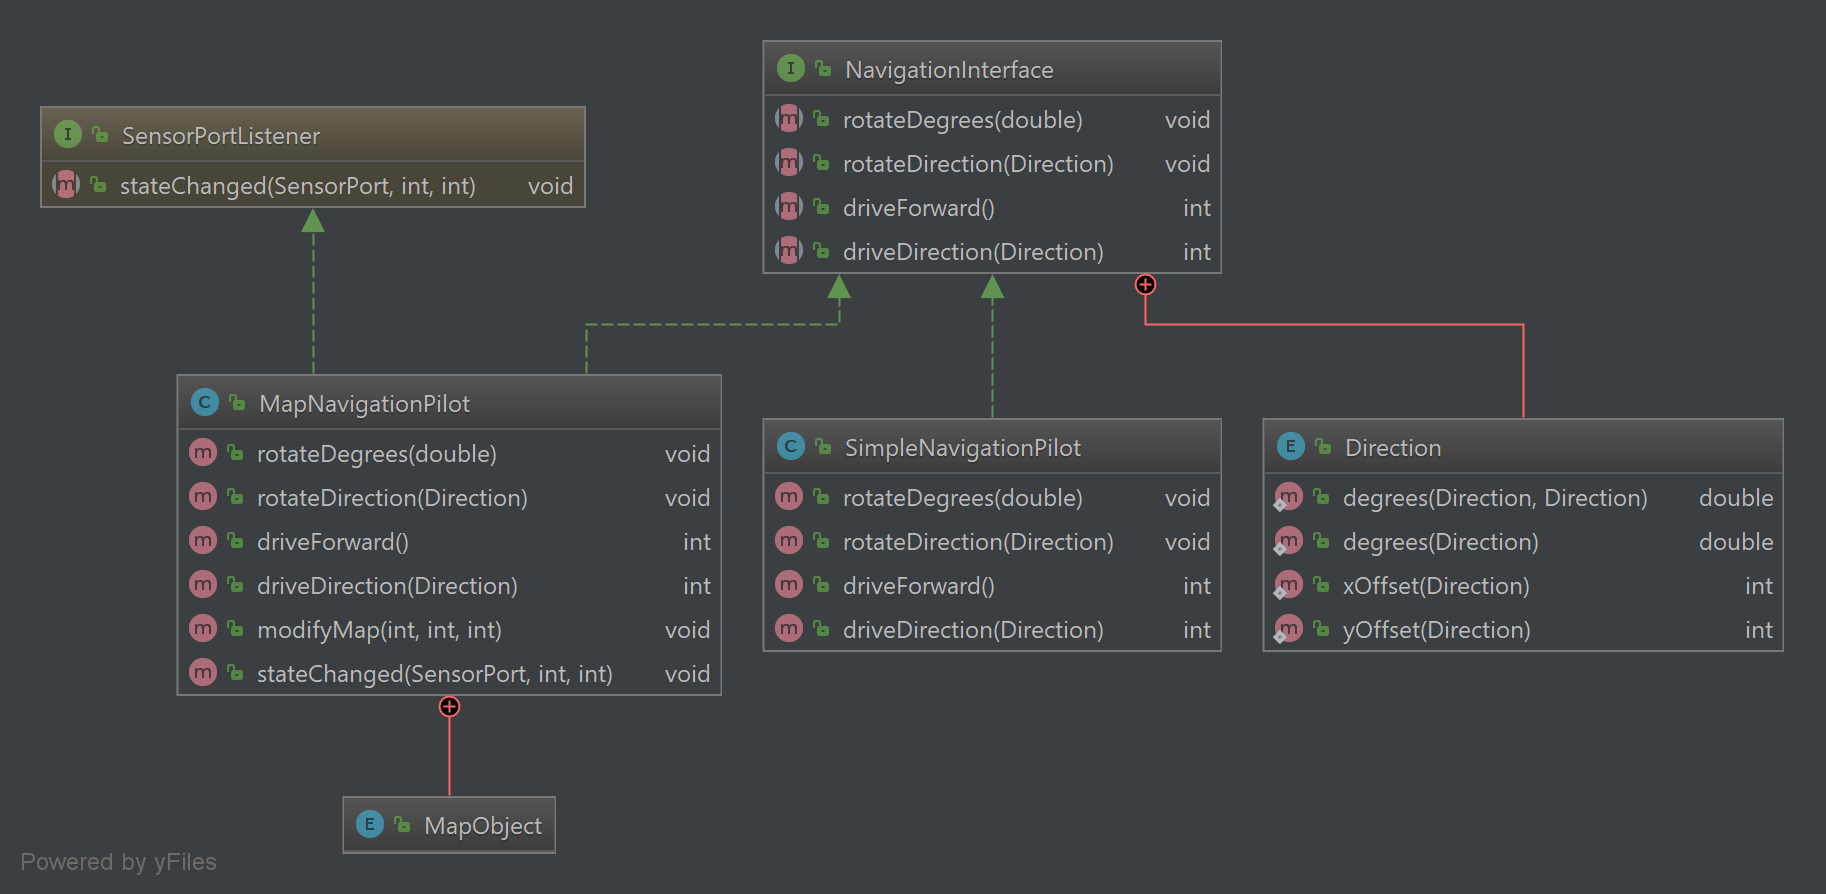 I NavigationInterface
m rotateDegrees(double) void
m rotateDirection(Direction) void
m driveForward() int
m driveDirection(Direction) int
I SensorPortListener
m stateChanged(SensorPort, int, int) void
C MapNavigationPilot
m rotateDegrees(double) void
m rotateDirection(Direction) void
m driveForward() int
m driveDirection(Direction) int
m modifyMap(int, int, int) void
m stateChanged(SensorPort, int, int) void
C SimpleNavigationPilot
m rotateDegrees(double) void
m rotateDirection(Direction) void
m driveForward() int
m driveDirection(Direction) int
E Direction
m degrees(Direction, Direction) double
m degrees(Direction) double
m xOffset(Direction) int
m yOffset(Direction) int
E MapObject
Powered by yFiles